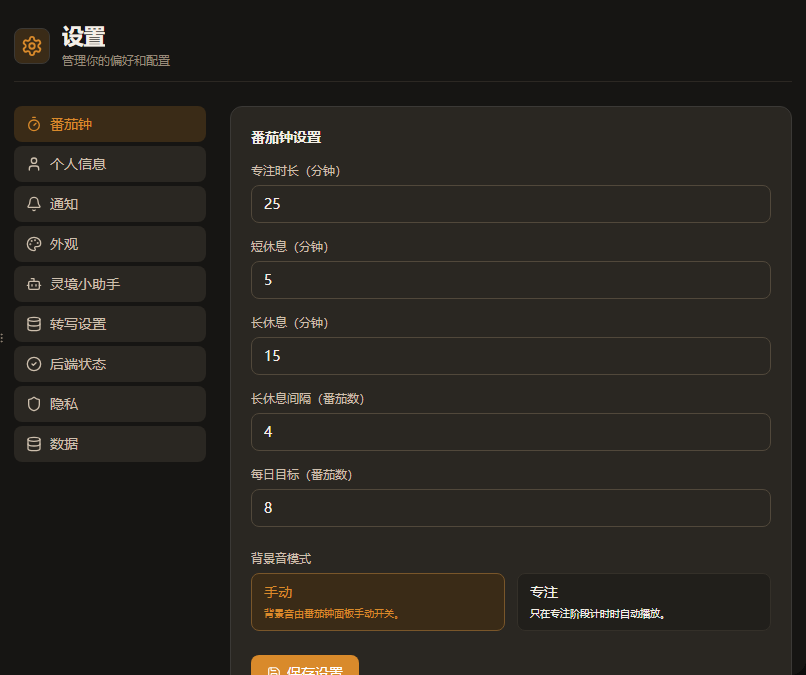 设置
管理你的偏好和配置
番茄钟
个人信息
通知
外观
灵境小助手
转写设置
后端状态
隐私
数据
番茄钟设置
专注时长（分钟）
25
短休息（分钟）
5
长休息（分钟）
15
长休息间隔（番茄数）
4
每日目标（番茄数）
8
背景音模式
手动
背景音由番茄钟面板手动开关。
专注
只在专注阶段计时时自动播放。
保存设置